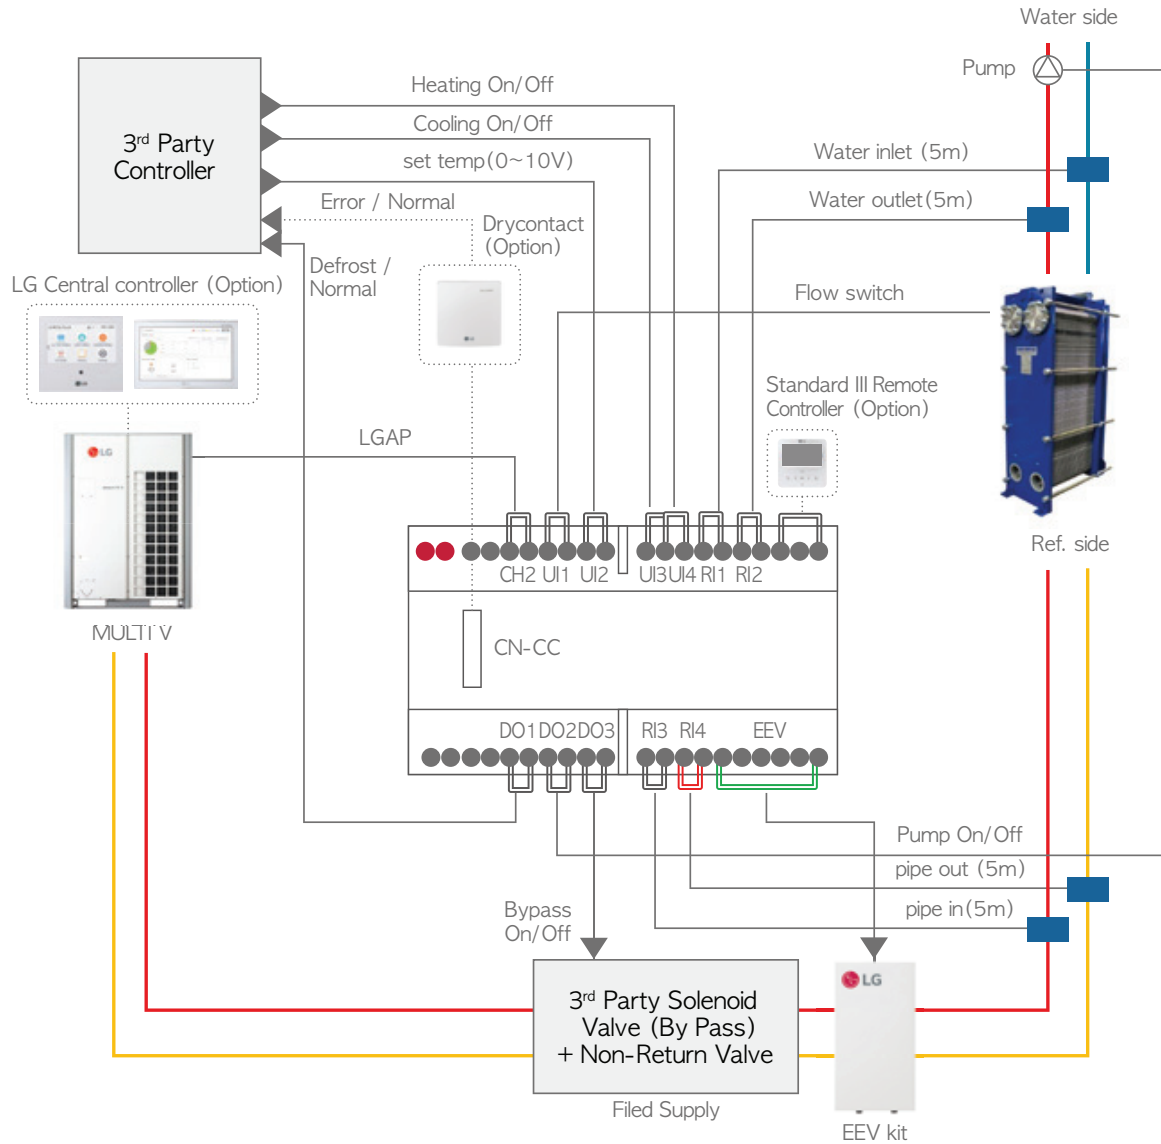 Water side
Pump
Heating On/Off
Cooling On/Off
set temp(0~10V)
Error / Normal
3rd Party
Controller
Drycontact
(Option)
Defrost /
Normal
Water inlet (5m)
Water outlet(5m)
LG Central controller (Option)
Flow switch
Standard III Remote
Controller (Option)
LG
LG
LG
LGAP
Ref. side
MULTI V
CH2 UI1 UI2 UI3 UI4 RI1 RI2
CN-CC
DO1 DO2 DO3 RI3 RI4 EEV
Pump On/Off
pipe out (5m)
pipe in(5m)
Bypass
On/Off
3rd Party Solenoid
Valve (By Pass)
+ Non-Return Valve
Filed Supply
LG
EEV kit